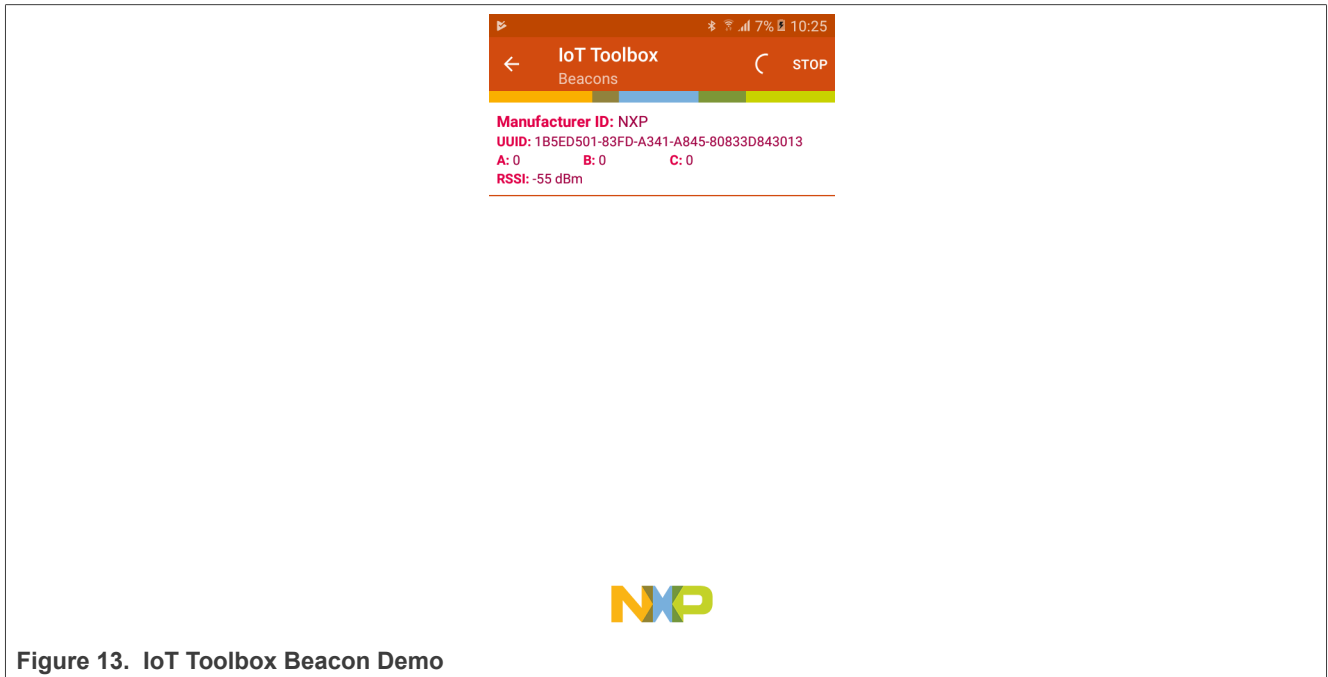 7% 10:25
IoT Toolbox
STOP
Beacons
Manufacturer ID: NXP
UUID: 1B5ED501-83FD-A341-A845-80833D843013
A: 0 B: 0 C: 0
RSSI: -55 dBm
NXP
Figure 13. IoT Toolbox Beacon Demo